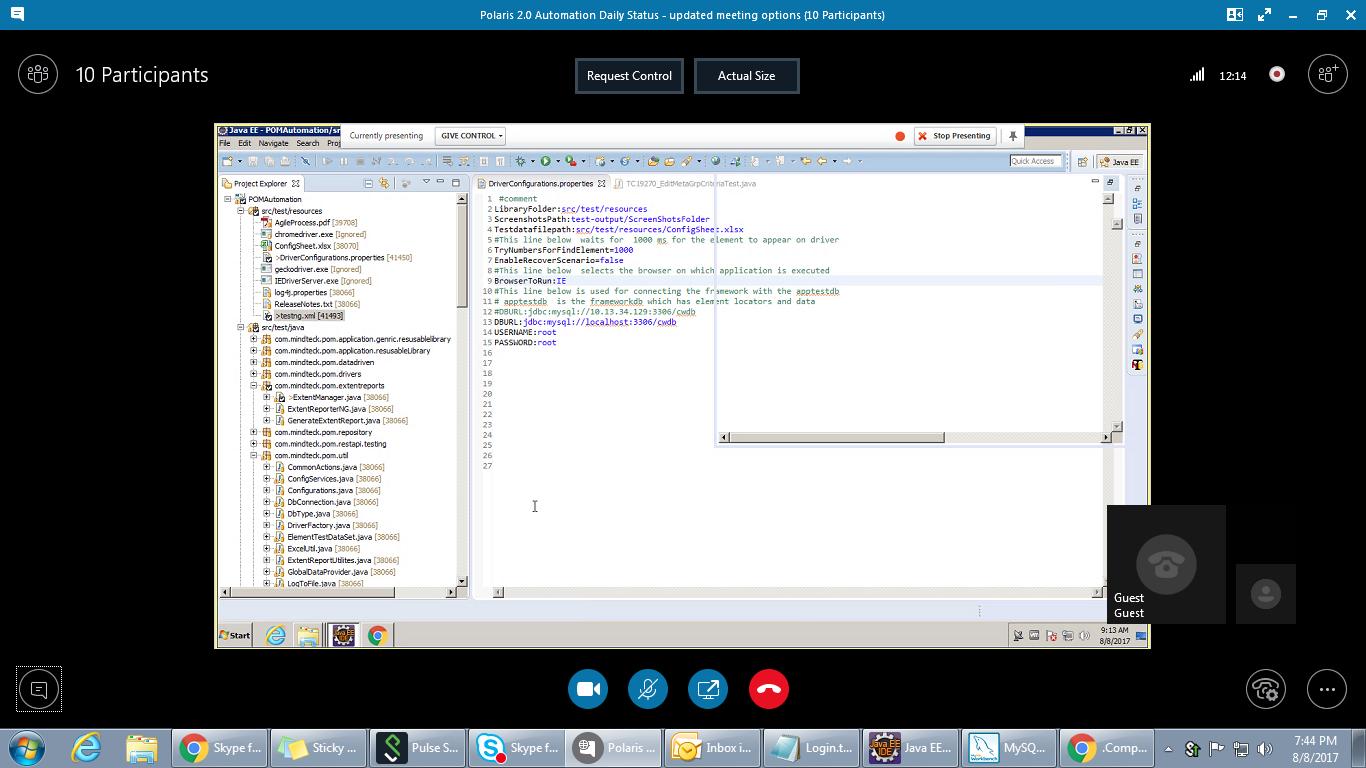 Polaris 2.0 Automation Daily Status - updated meeting options (10 Participants)
10 Participants
Request Control
Actual Size
12:14
Java EE - POMAutomation/sr
Currently presenting
GIVE CONTROL
Stop Presenting
File Edit Navigate Search Proj
Quick Access
Java EE
Project Explorer
DriverConfigurations.properties
TC19270_EditMetaGrpCriteriaTest.java
POMAutomation
src/test/resources
AgileProcess.pdf [39708]
chromedriver.exe [Ignored]
ConfigSheet.xlsx [38070]
>DriverConfigurations.properties [41450]
geckodriver.exe [Ignored]
IEDriverServer.exe [Ignored]
log4j.properties [38066]
ReleaseNotes.txt [38066]
>testng.xml [41493]
src/test/java
com.mindteck.pom.application.genric.resusablelibrary
com.mindteck.pom.application.resusableLibrary
com.mindteck.pom.datadriven
com.mindteck.pom.drivers
com.mindteck.pom.extentreports
>ExtentManager.java [38066]
ExtentReporterNG.java [38066]
GenerateExtentReport.java [38066]
com.mindteck.pom.repository
com.mindteck.pom.restapi.testing
com.mindteck.pom.util
CommonActions.java [38066]
ConfigServices.java [38066]
Configurations.java [38066]
DbConnection.java [38066]
DbType.java [38066]
DriverFactory.java [38066]
ElementTestDataSet.java [38066]
ExcelUtil.java [38066]
ExtentReportUtilites.java [38066]
GlobalDataProvider.java [38066]
LogToFile.java [38066]
1 #comment
2 LibraryFolder:src/test/resources
3 ScreenshotsPath:test-output/ScreenShotsFolder
4 Testdatafilepath:src/test/resources/ConfigSheet.xlsx
5 #This line below waits for 1000 ms for the element to appear on driver
6 TryNumbersForFindElement=1000
7 EnableRecoverScenario=false
8 #This line below selects the browser on which application is executed
9 BrowserToRun:IE
10 #This line below is used for connecting the framework with the apptestdb
11 # apptestdb is the frameworkdb which has element locators and data
12 #DBURL:jdbc:mysql://10.13.34.129:3306/cwdb
13 DBURL:jdbc:mysql://localhost:3306/cwdb
14 USERNAME:root
15 PASSWORD:root
16
17
18
19
20
21
22
23
24
25
26
27
Guest
Guest
Start
9:13 AM
8/8/2017
Skype f...
Sticky ...
Pulse S...
Skype f...
Polaris ...
Inbox i...
Login.t...
Java EE...
MySQ...
.Comp...
7:44 PM
8/8/2017